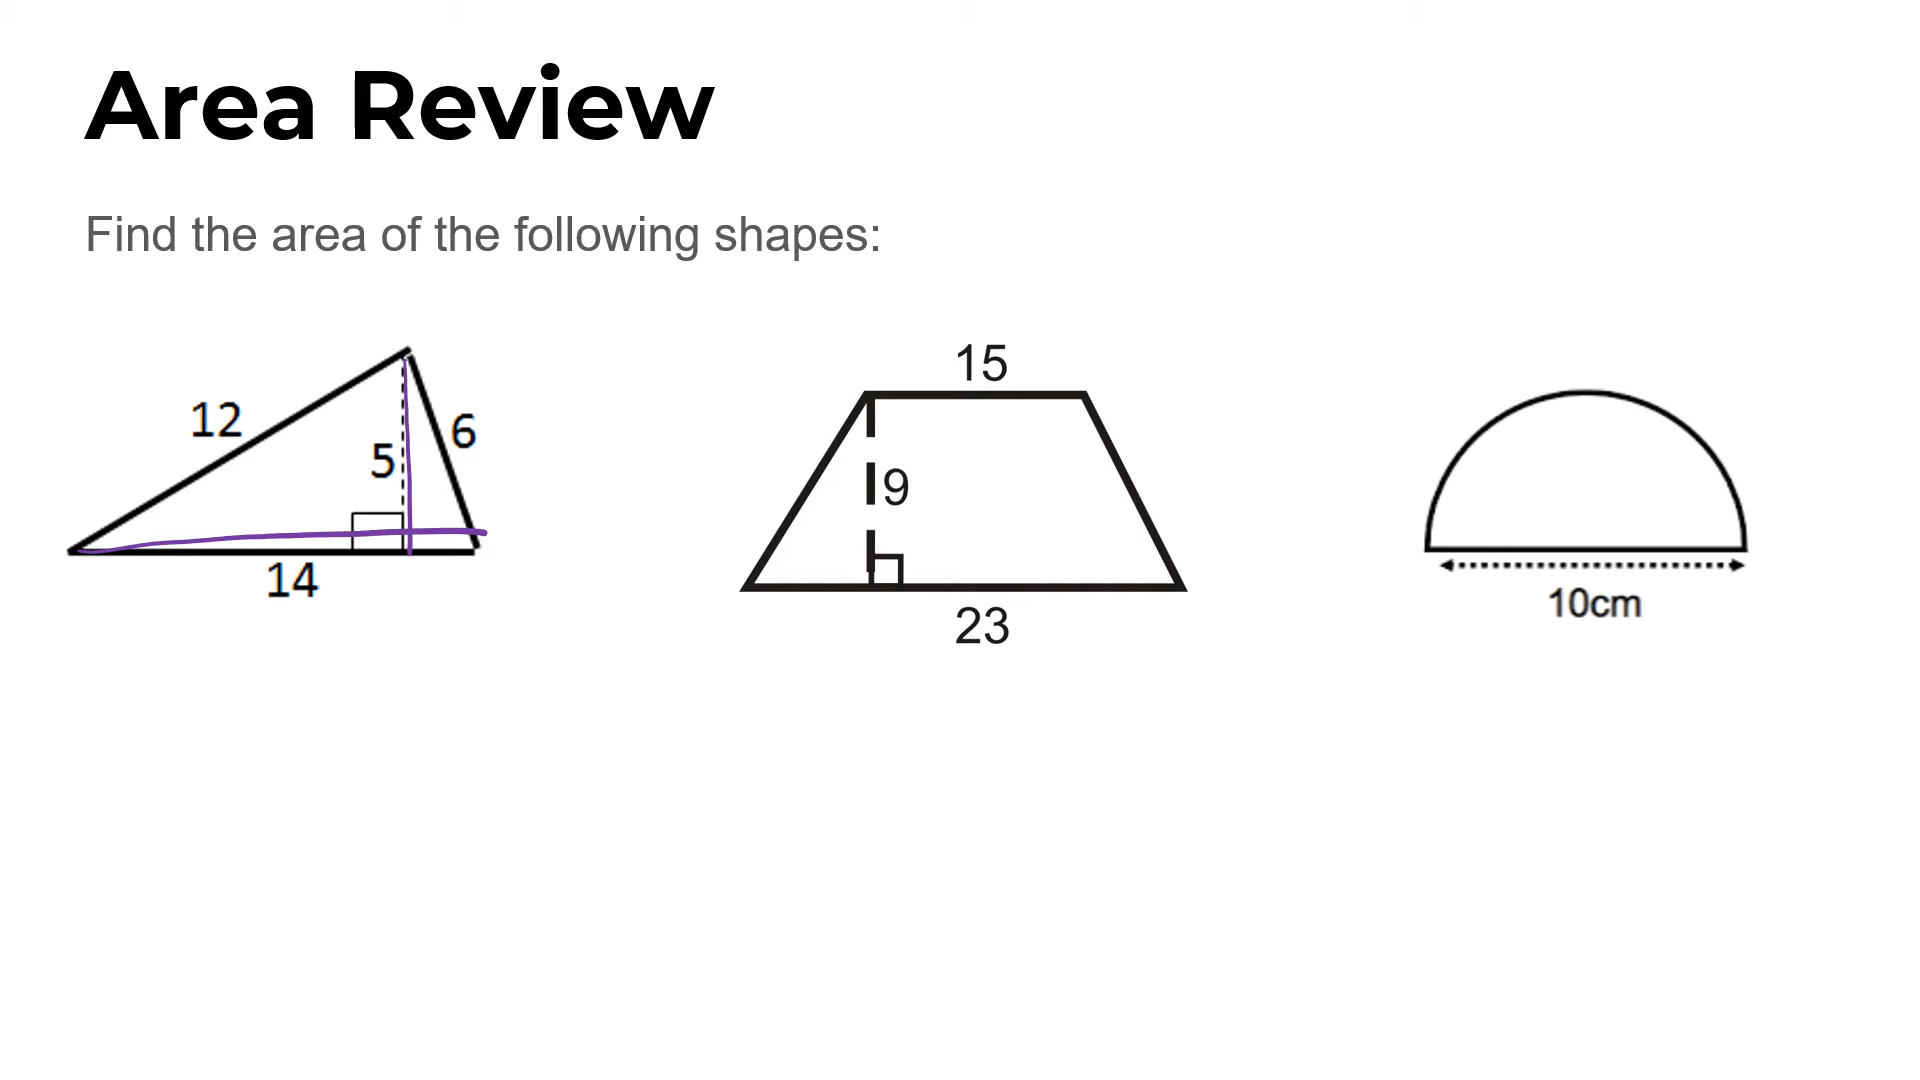 Area Review
Find the area of the following shapes:
12
5
6
14
15
9
23
10cm